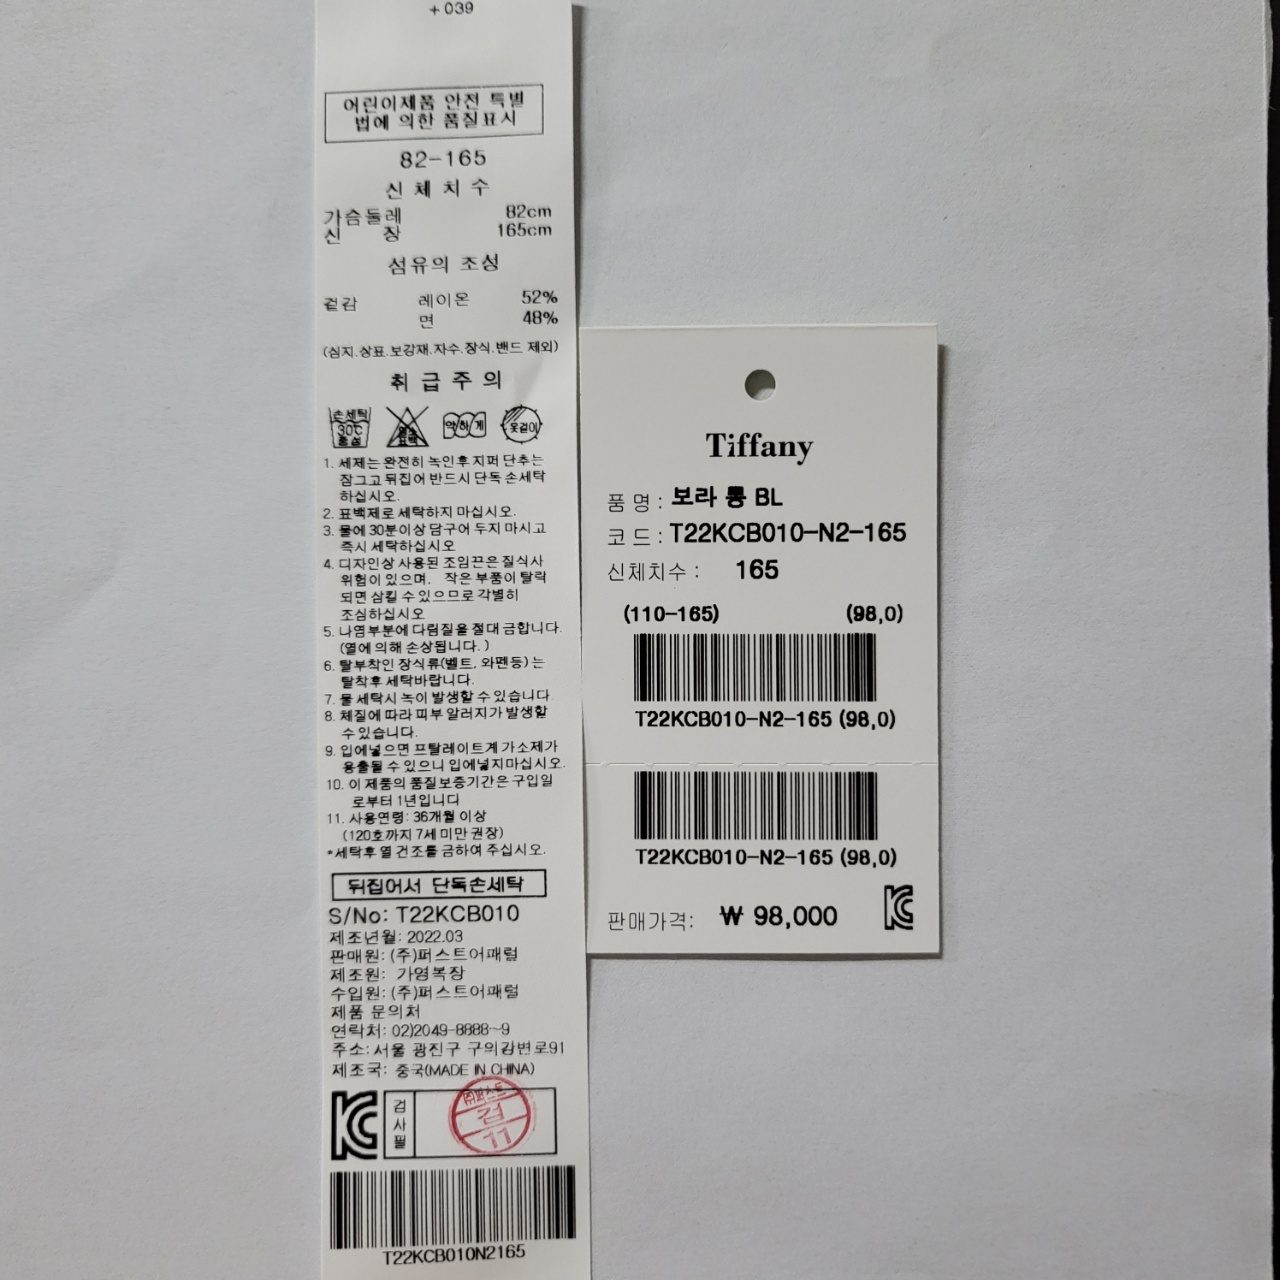 +039
어린이제품 안전 특별
법에 의한 품질표시
82-165
신체치수
가슴둘레 82cm
신 장 165cm
섬유의 조성
겉감 레이온 52%
면 48%
(심지.상표.보강재.자수.장식.밴드 제외)
취급주의
손세탁
30℃
중성
염소
표백
약하게
옷걸이
1. 세제는 완전히 녹인후 지퍼 단추는
잠그고 뒤집어 반드시 단독 손세탁
하십시오.
2. 표백제로 세탁하지 마십시오.
3. 물에 30분이상 담구어 두지 마시고
즉시 세탁하십시오
4. 디자인상 사용된 조임끈은 질식사
위험이 있으며, 작은 부품이 탈락
되면 삼킬 수 있으므로 각별히
조심하십시오
5. 나염부분에 다림질을 절대 금합니다.
(열에 의해 손상됩니다. )
6. 탈부착인 장식류(벨트, 와펜등) 는
탈착후 세탁바랍니다.
7. 물 세탁시 녹이 발생할 수 있습니다.
8. 체질에 따라 피부 알러지가 발생할
수 있습니다.
9. 입에넣으면 프탈레이트계 가소제가
용출될 수 있으니 입에넣지마십시오.
10. 이 제품의 품질보증기간은 구입일
로부터 1년입니다
11. 사용연령: 36개월 이상
(120호까지 7세 미만 권장)
*세탁후 열 건조를 금하여 주십시오.
뒤집어서 단독손세탁
S/No: T22KCB010
제조년월: 2022.03
판매원: (주)퍼스트어패럴
제조원: 가영복장
수입원: (주)퍼스트어패럴
제품 문의처
연락처: 02)2049-8888~9
주소: 서울 광진구 구의강변로91
제조국: 중국(MADE IN CHINA)
KC
검사필
㈜퍼스트
검
11
T22KCB010N2165
Tiffany
품 명 : 보라 롱 BL
코 드 : T22KCB010-N2-165
신체치수 : 165
(110-165) (98,0)
T22KCB010-N2-165 (98,0)
T22KCB010-N2-165 (98,0)
판매가격: ₩ 98,000
KC